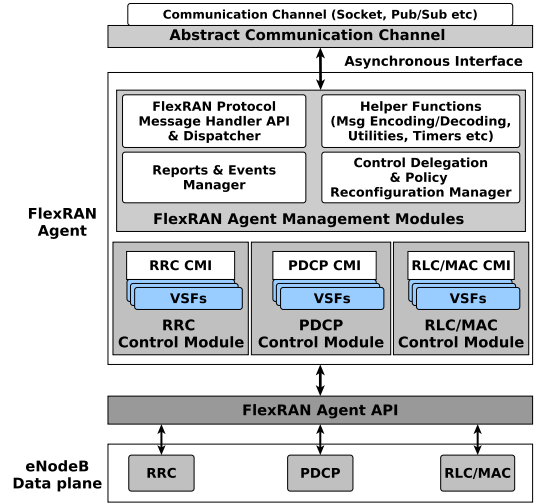 Communication Channel (Socket, Pub/Sub etc)
Abstract Communication Channel
Asynchronous Interface
FlexRAN Protocol
Message Handler API
& Dispatcher
Helper Functions
(Msg Encoding/Decoding,
Utilities, Timers etc)
Reports & Events
Manager
Control Delegation
& Policy
Reconfiguration Manager
FlexRAN Agent Management Modules
FlexRAN
Agent
RRC CMI
VSFs
RRC
Control Module
PDCP CMI
VSFs
PDCP
Control Module
RLC/MAC CMI
VSFs
RLC/MAC
Control Module
FlexRAN Agent API
eNodeB
Data plane
RRC
PDCP
RLC/MAC